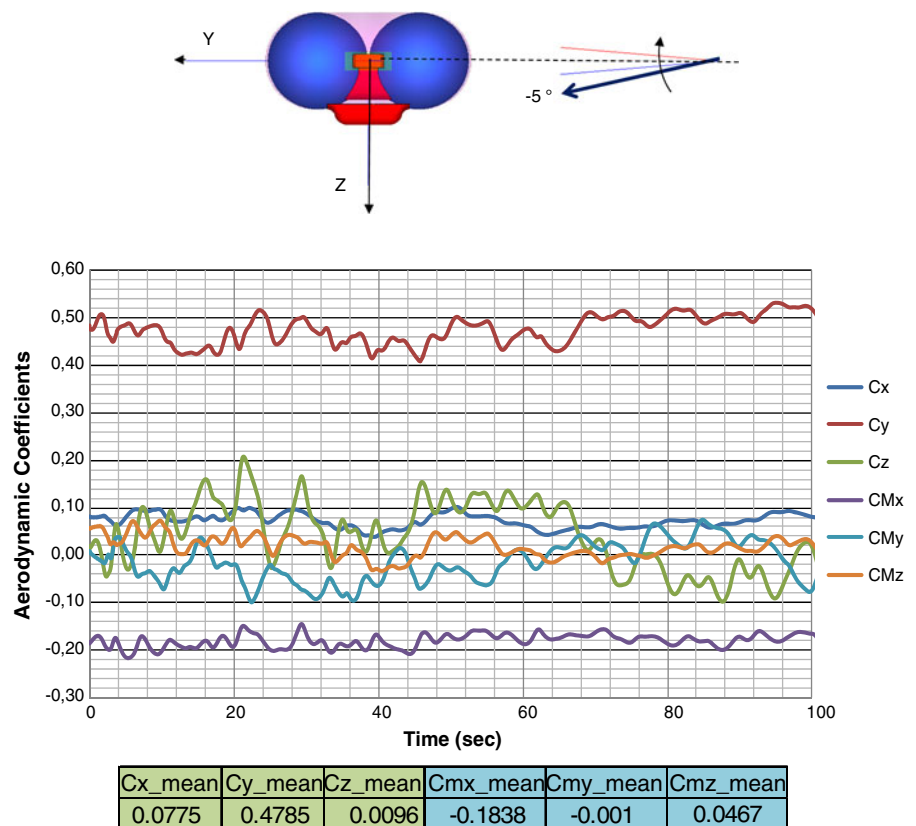 Y
-5 °
Z
Aerodynamic Coefficients
0,60
0,50
0,40
0,30
0,20
0,10
0,00
-0,10
-0,20
-0,30
0 20 40 60 80 100
Time (sec)
Cx
Cy
Cz
CMx
CMy
CMz
Cx_mean Cy_mean Cz_mean Cmx_mean Cmy_mean Cmz_mean
0.0775 0.4785 0.0096 -0.1838 -0.001 0.0467